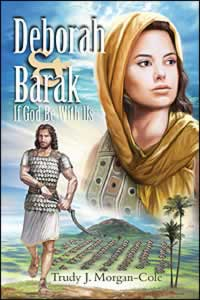 Deborah
&
Barak
If God Be With Us
Trudy J. Morgan-Cole